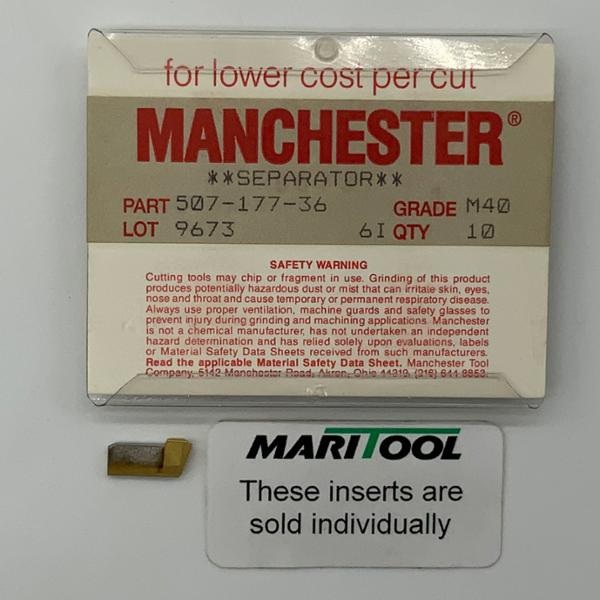 for lower cost per cut
MANCHESTER®
**SEPARATOR**
PART 507-177-36 GRADE M40
LOT 9673 6I QTY 10
SAFETY WARNING
Cutting tools may chip or fragment in use. Grinding of this product
produces potentially hazardous dust or mist that can irritate skin, eyes,
nose and throat and cause temporary or permanent respiratory disease.
Always use proper ventilation, machine guards and safety glasses to
prevent injury during grinding and machining applications. Manchester
is not a chemical manufacturer, has not undertaken an independent
hazard determination and has relied solely upon evaluations, labels
or Material Safety Data Sheets received from such manufacturers.
Read the applicable Material Safety Data Sheet. Manchester Tool
Company, 5142 Manchester Road, Akron, Ohio 44319, (216) 644-8853.
MARITOOL
These inserts are
sold individually